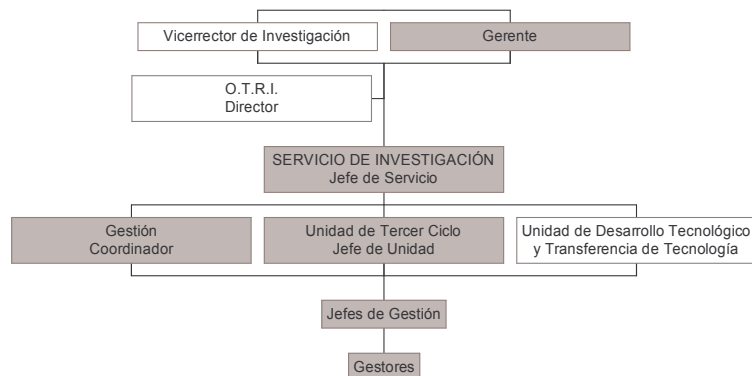 Vicerrector de Investigación
Gerente
O.T.R.I.
Director
SERVICIO DE INVESTIGACIÓN
Jefe de Servicio
Gestión
Coordinador
Unidad de Tercer Ciclo
Jefe de Unidad
Unidad de Desarrollo Tecnológico
y Transferencia de Tecnología
Jefes de Gestión
Gestores